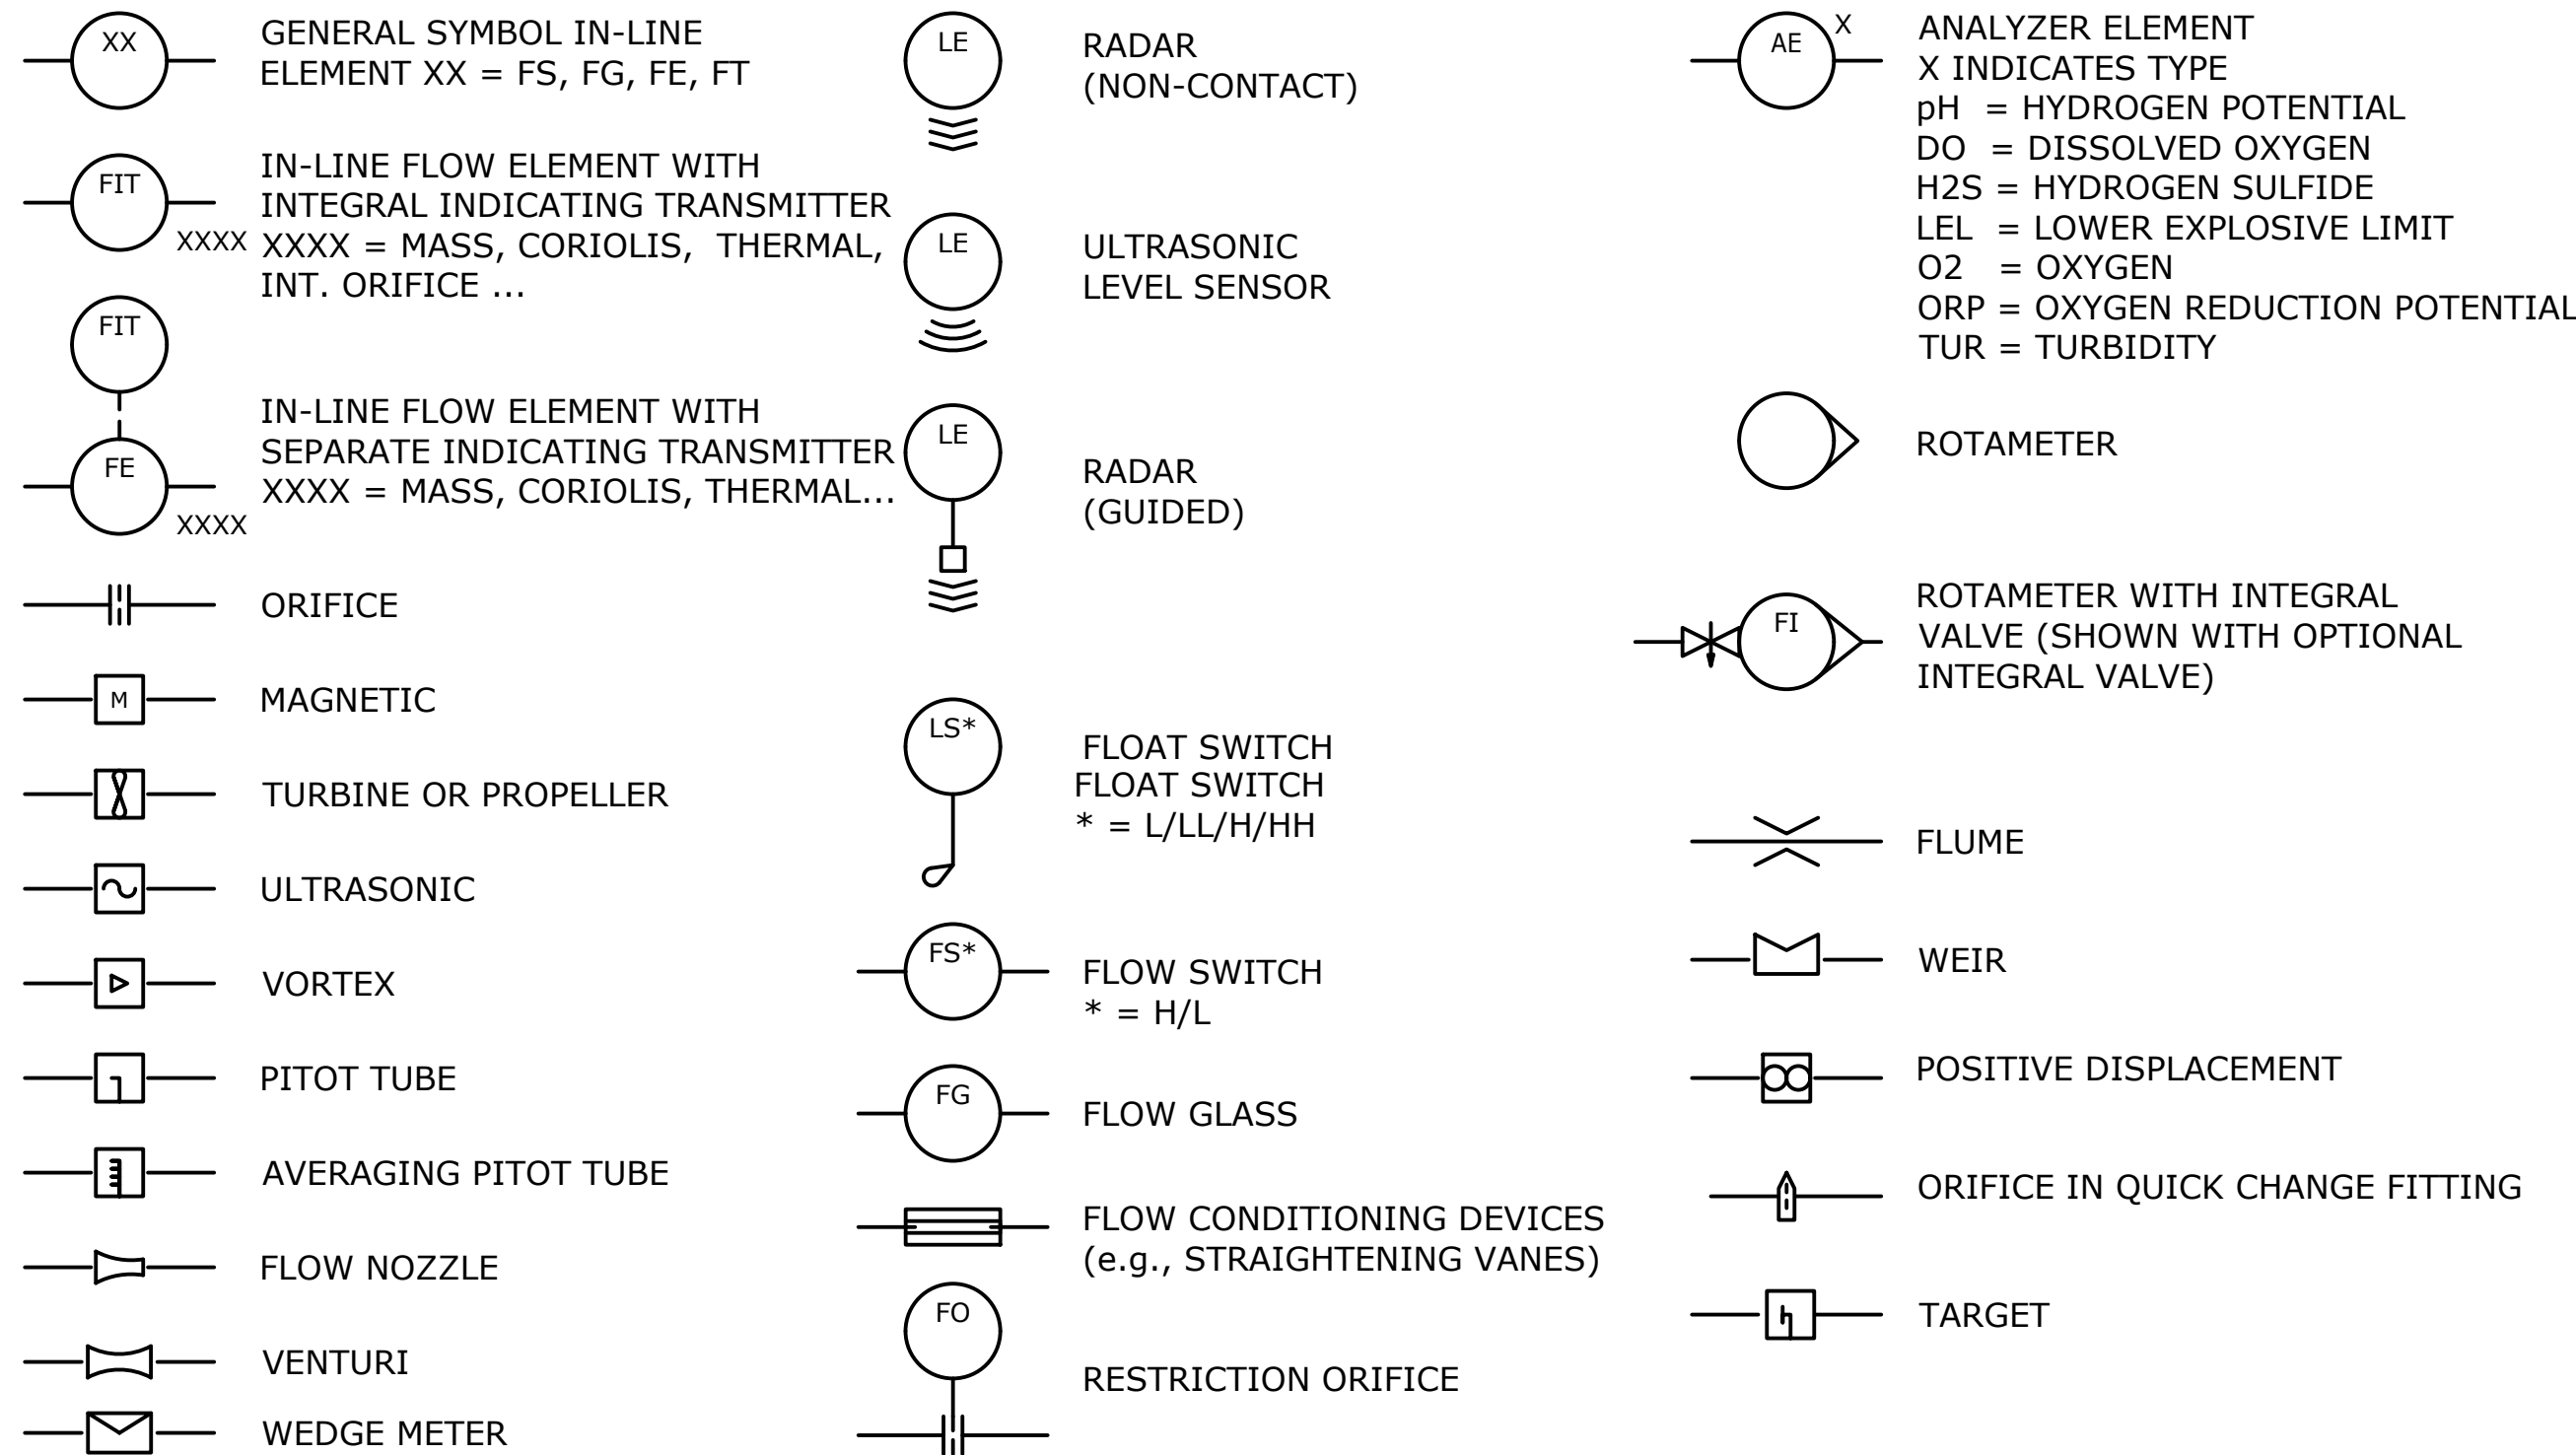 XX
GENERAL SYMBOL IN-LINE
ELEMENT XX = FS, FG, FE, FT
FIT
XXXX
IN-LINE FLOW ELEMENT WITH
INTEGRAL INDICATING TRANSMITTER
XXXX = MASS, CORIOLIS, THERMAL,
INT. ORIFICE ...
FIT
FE
XXXX
IN-LINE FLOW ELEMENT WITH
SEPARATE INDICATING TRANSMITTER
XXXX = MASS, CORIOLIS, THERMAL...
ORIFICE
M
MAGNETIC
TURBINE OR PROPELLER
ULTRASONIC
VORTEX
PITOT TUBE
AVERAGING PITOT TUBE
FLOW NOZZLE
VENTURI
WEDGE METER
LE
RADAR
(NON-CONTACT)
LE
ULTRASONIC
LEVEL SENSOR
LE
RADAR
(GUIDED)
LS*
FLOAT SWITCH
FLOAT SWITCH
* = L/LL/H/HH
FS*
FLOW SWITCH
* = H/L
FG
FLOW GLASS
FLOW CONDITIONING DEVICES
(e.g., STRAIGHTENING VANES)
FO
RESTRICTION ORIFICE
AE
X
ANALYZER ELEMENT
X INDICATES TYPE
pH = HYDROGEN POTENTIAL
DO = DISSOLVED OXYGEN
H2S = HYDROGEN SULFIDE
LEL = LOWER EXPLOSIVE LIMIT
O2 = OXYGEN
ORP = OXYGEN REDUCTION POTENTIAL
TUR = TURBIDITY
ROTAMETER
FI
ROTAMETER WITH INTEGRAL
VALVE (SHOWN WITH OPTIONAL
INTEGRAL VALVE)
FLUME
WEIR
POSITIVE DISPLACEMENT
ORIFICE IN QUICK CHANGE FITTING
TARGET